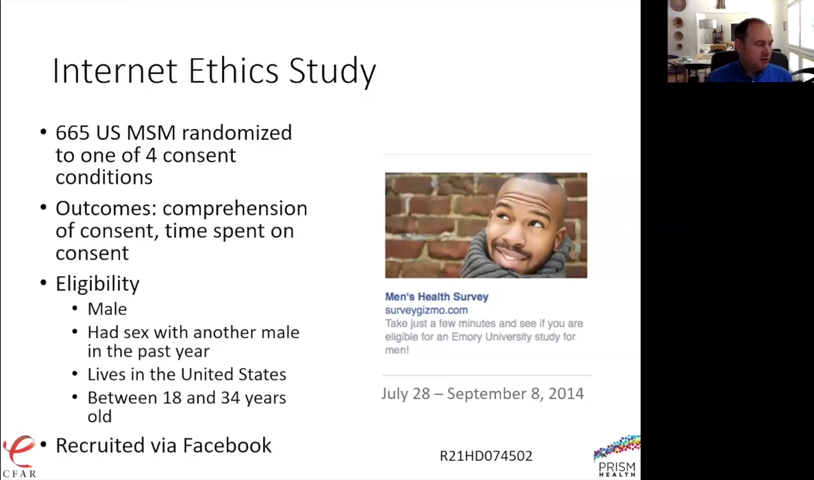 Internet Ethics Study
• 665 US MSM randomized
to one of 4 consent
conditions
• Outcomes: comprehension
of consent, time spent on
consent
• Eligibility
• Male
• Had sex with another male
in the past year
• Lives in the United States
• Between 18 and 34 years
old
• Recruited via Facebook
Men's Health Survey
surveygizmo.com
Take just a few minutes and see if you are
eligible for an Emory University study for
men!
July 28 – September 8, 2014
R21HD074502
CFAR
PRISM
HEALTH